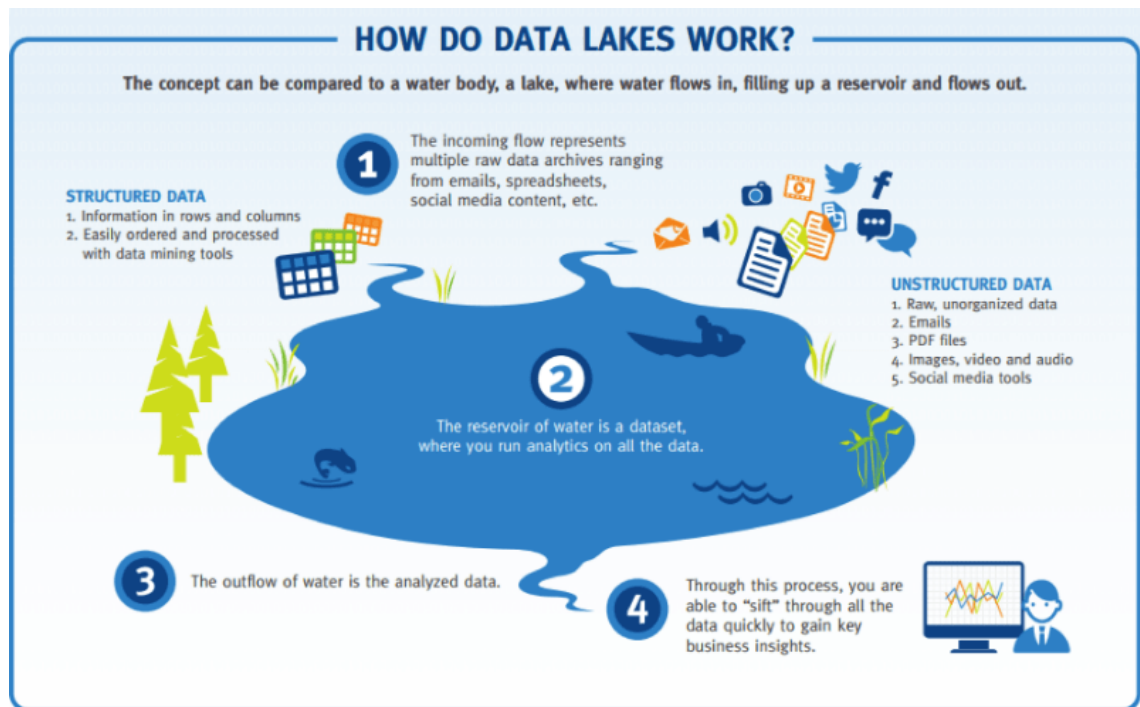 HOW DO DATA LAKES WORK?
The concept can be compared to a water body, a lake, where water flows in, filling up a reservoir and flows out.
1
The incoming flow represents
multiple raw data archives ranging
from emails, spreadsheets,
social media content, etc.
STRUCTURED DATA
1. Information in rows and columns
2. Easily ordered and processed
with data mining tools
UNSTRUCTURED DATA
1. Raw, unorganized data
2. Emails
3. PDF files
4. Images, video and audio
5. Social media tools
2
The reservoir of water is a dataset,
where you run analytics on all the data.
3
The outflow of water is the analyzed data.
4
Through this process, you are
able to “sift” through all the
data quickly to gain key
business insights.